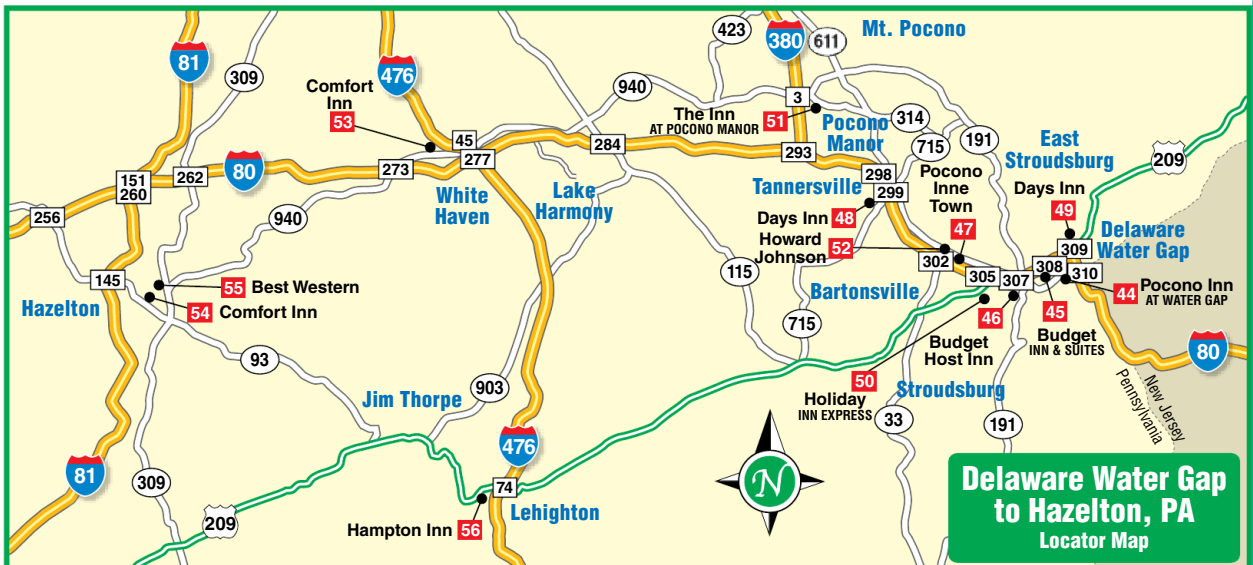 423
380
611
Mt. Pocono
81
309
476
Comfort
Inn
53
940
3
The Inn
AT POCONO MANOR
51
Pocono
Manor
314
715
191
East
Stroudsburg
209
45
277
284
293
298
299
Tannersville
Pocono
Inne
Town
47
Days Inn
49
151
260
262
80
273
White
Haven
Lake
Harmony
Days Inn
48
Howard
Johnson
52
Delaware
Water Gap
256
940
302
305
307
308
309
310
145
55
Best Western
54
Comfort Inn
Hazelton
115
Bartonsville
46
45
44
Pocono Inn
AT WATER GAP
715
Budget
Host Inn
Budget
INN & SUITES
80
93
903
Jim Thorpe
50
Holiday
INN EXPRESS
Stroudsburg
New Jersey
Pennsylvania
33
191
476
81
309
209
74
Lehighton
Hampton Inn
56
N
Delaware Water Gap
to Hazelton, PA
Locator Map